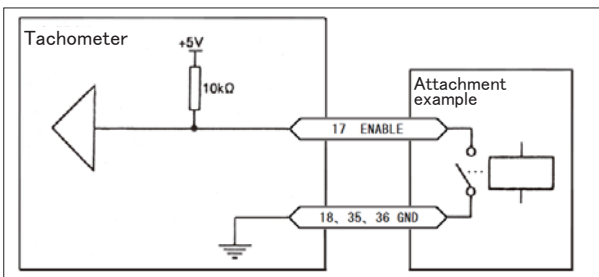 Tachometer
+5V
10kΩ
Attachment
example
17 ENABLE
18、35、36 GND